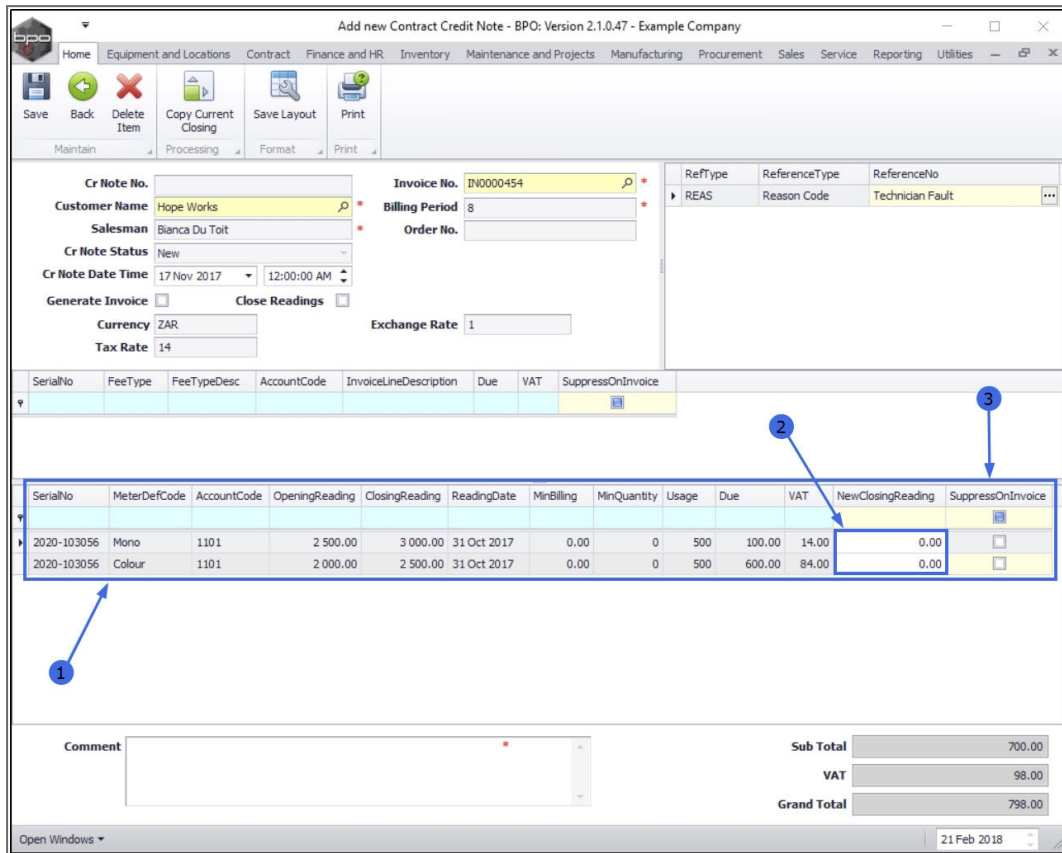 Add new Contract Credit Note - BPO: Version 2.1.0.47 - Example Company
bpo
Home Equipment and Locations Contract Finance and HR Inventory Maintenance and Projects Manufacturing Procurement Sales Service Reporting Utilities
Save Back Delete Item Copy Current Closing Save Layout Print
Maintain Processing Format Print
Cr Note No. Invoice No. IN0000454 *
Customer Name Hope Works * Billing Period 8 *
Salesman Bianca Du Toit * Order No.
Cr Note Status New
Cr Note Date Time 17 Nov 2017 12:00:00 AM
Generate Invoice Close Readings
Currency ZAR Exchange Rate 1
Tax Rate 14
RefType ReferenceType ReferenceNo
REAS Reason Code Technician Fault ...
SerialNo FeeType FeeTypeDesc AccountCode InvoiceLineDescription Due VAT SuppressOnInvoice
3
2
SerialNo MeterDefCode AccountCode OpeningReading ClosingReading ReadingDate MinBilling MinQuantity Usage Due VAT NewClosingReading SuppressOnInvoice
2020-103056 Mono 1101 2 500.00 3 000.00 31 Oct 2017 0.00 0 500 100.00 14.00 0.00
2020-103056 Colour 1101 2 000.00 2 500.00 31 Oct 2017 0.00 0 500 600.00 84.00 0.00
1
Comment *
Sub Total 700.00
VAT 98.00
Grand Total 798.00
Open Windows 21 Feb 2018